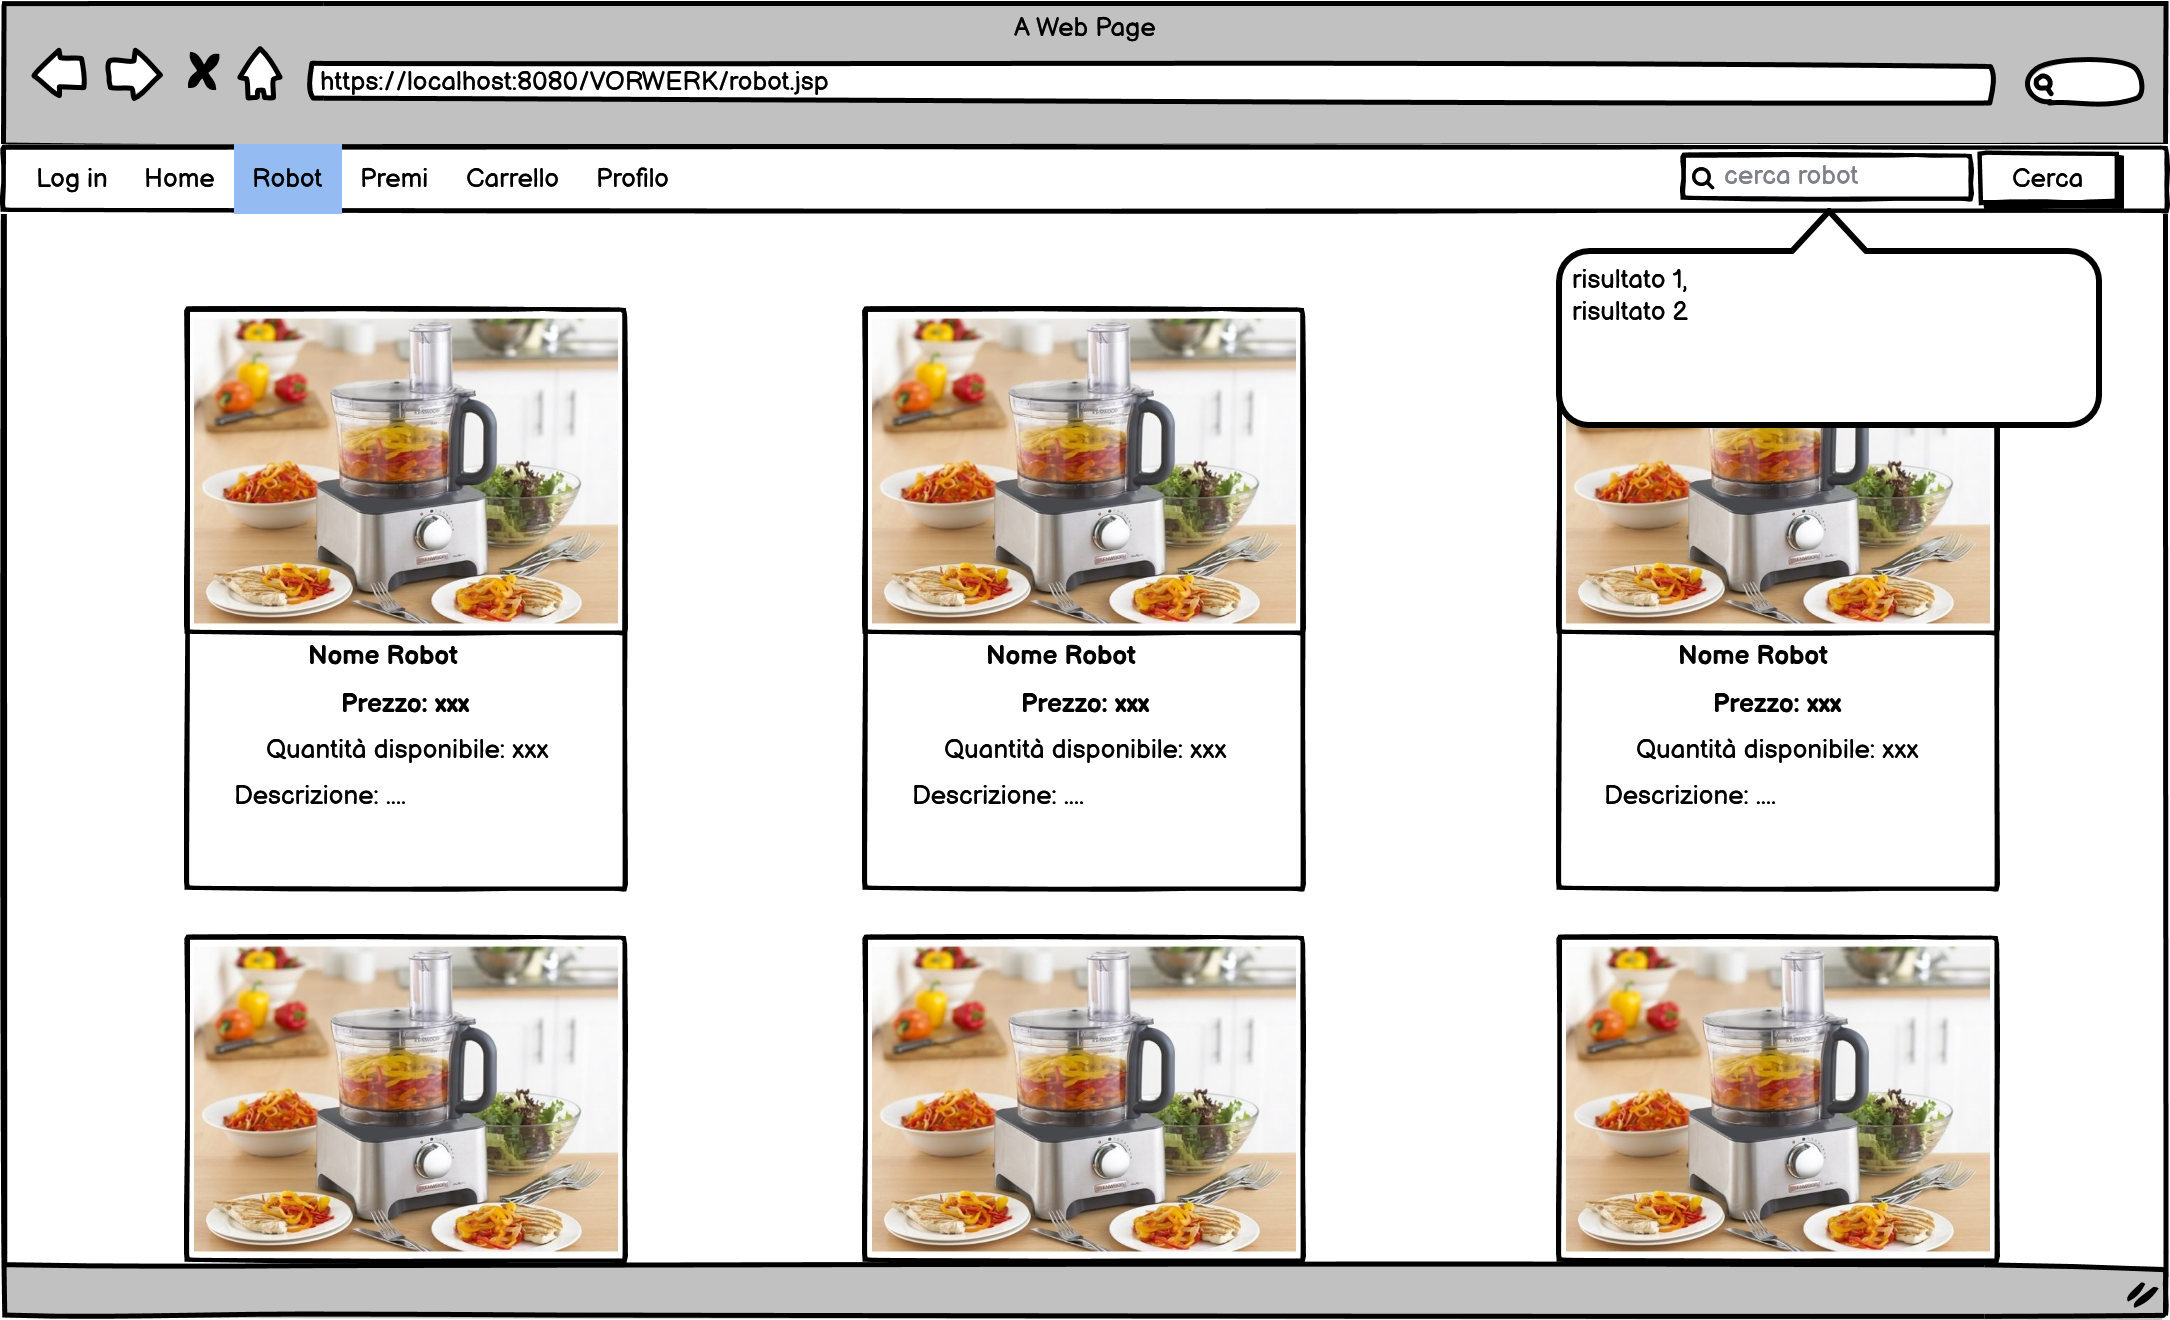 A Web Page
https://localhost:8080/VORWERK/robot.jsp
Log in Home Robot Premi Carrello Profilo cerca robot Cerca
risultato 1,
risultato 2
Nome Robot
Prezzo: xxx
Quantità disponibile: xxx
Descrizione: ....
Nome Robot
Prezzo: xxx
Quantità disponibile: xxx
Descrizione: ....
Nome Robot
Prezzo: xxx
Quantità disponibile: xxx
Descrizione: ....